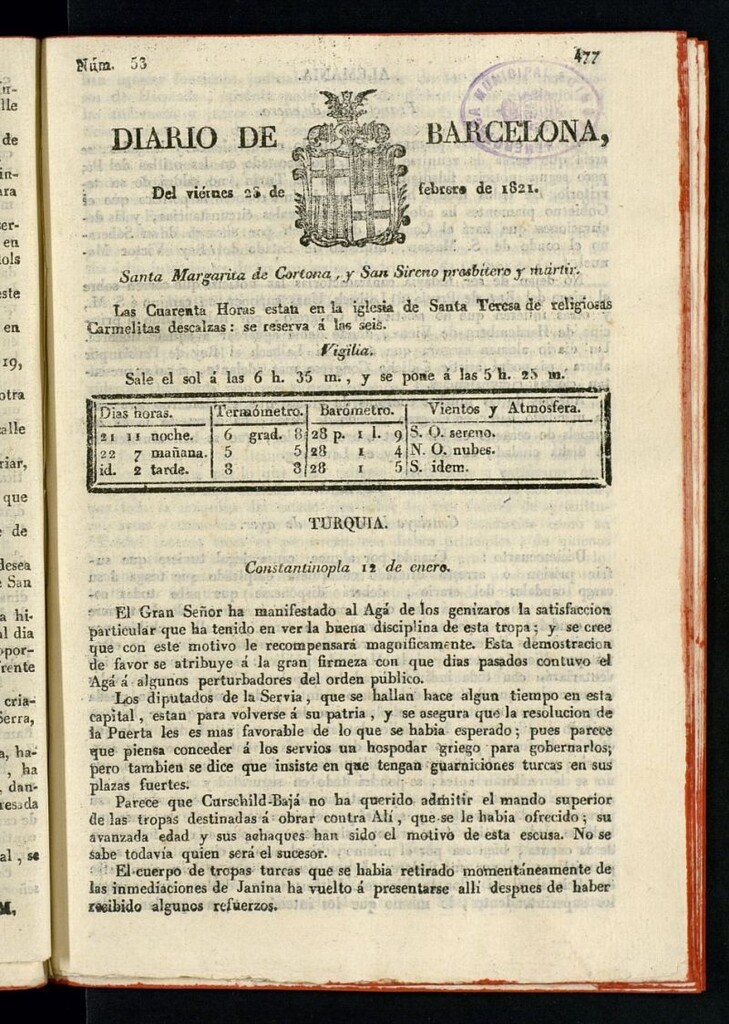 Núm. 53
477
DIARIO DE BARCELONA,
Del viérnes 23 de febrero de 1821.
Santa Margarita de Cortona, y San Sireno presbítero y mártir.
Las Cuarenta Horas estan en la iglesia de Santa Teresa de religiosas
Carmelitas descalzas: se reserva á las seis.
Vigilia.
Sale el sol á las 6 h. 35 m., y se pone á las 5 h. 25 m.
Dias horas. Termómetro. Barómetro. Vientos y Atmósfera.
21 11 noche. 6 grad. 8 28 p. 1 l. 9 S. O. sereno.
22 7 mañana. 5 5 28 1 4 N. O. nubes.
id. 2 tarde. 8 8 28 1 5 S. idem.
TURQUIA.
Constantinopla 12 de enero.
El Gran Señor ha manifestado al Agá de los genizaros la satisfaccion
particular que ha tenido en ver la buena disciplina de esta tropa; y se cree
que con este motivo le recompensará magníficamente. Esta demostracion
de favor se atribuye á la gran firmeza con que dias pasados contuvo el
Agá á algunos perturbadores del orden público.
Los diputados de la Servia, que se hallan hace algun tiempo en esta
capital, estan para volverse á su patria, y se asegura que la resolucion de
la Puerta les es mas favorable de lo que se habia esperado; pues parece
que piensa conceder á los servios un hospodar griego para gobernarlos;
pero tambien se dice que insiste en que tengan guarniciones turcas en sus
plazas fuertes.
Parece que Curschild-Bajá no ha querido admitir el mando superior
de las tropas destinadas á obrar contra Alí, que se le habia ofrecido; su
avanzada edad y sus achaques han sido el motivo de esta escusa. No se
sabe todavía quien será el sucesor.
El cuerpo de tropas turcas que se habia retirado momentáneamente de
las inmediaciones de Janina ha vuelto á presentarse allí despues de haber
recibido algunos refuerzos.